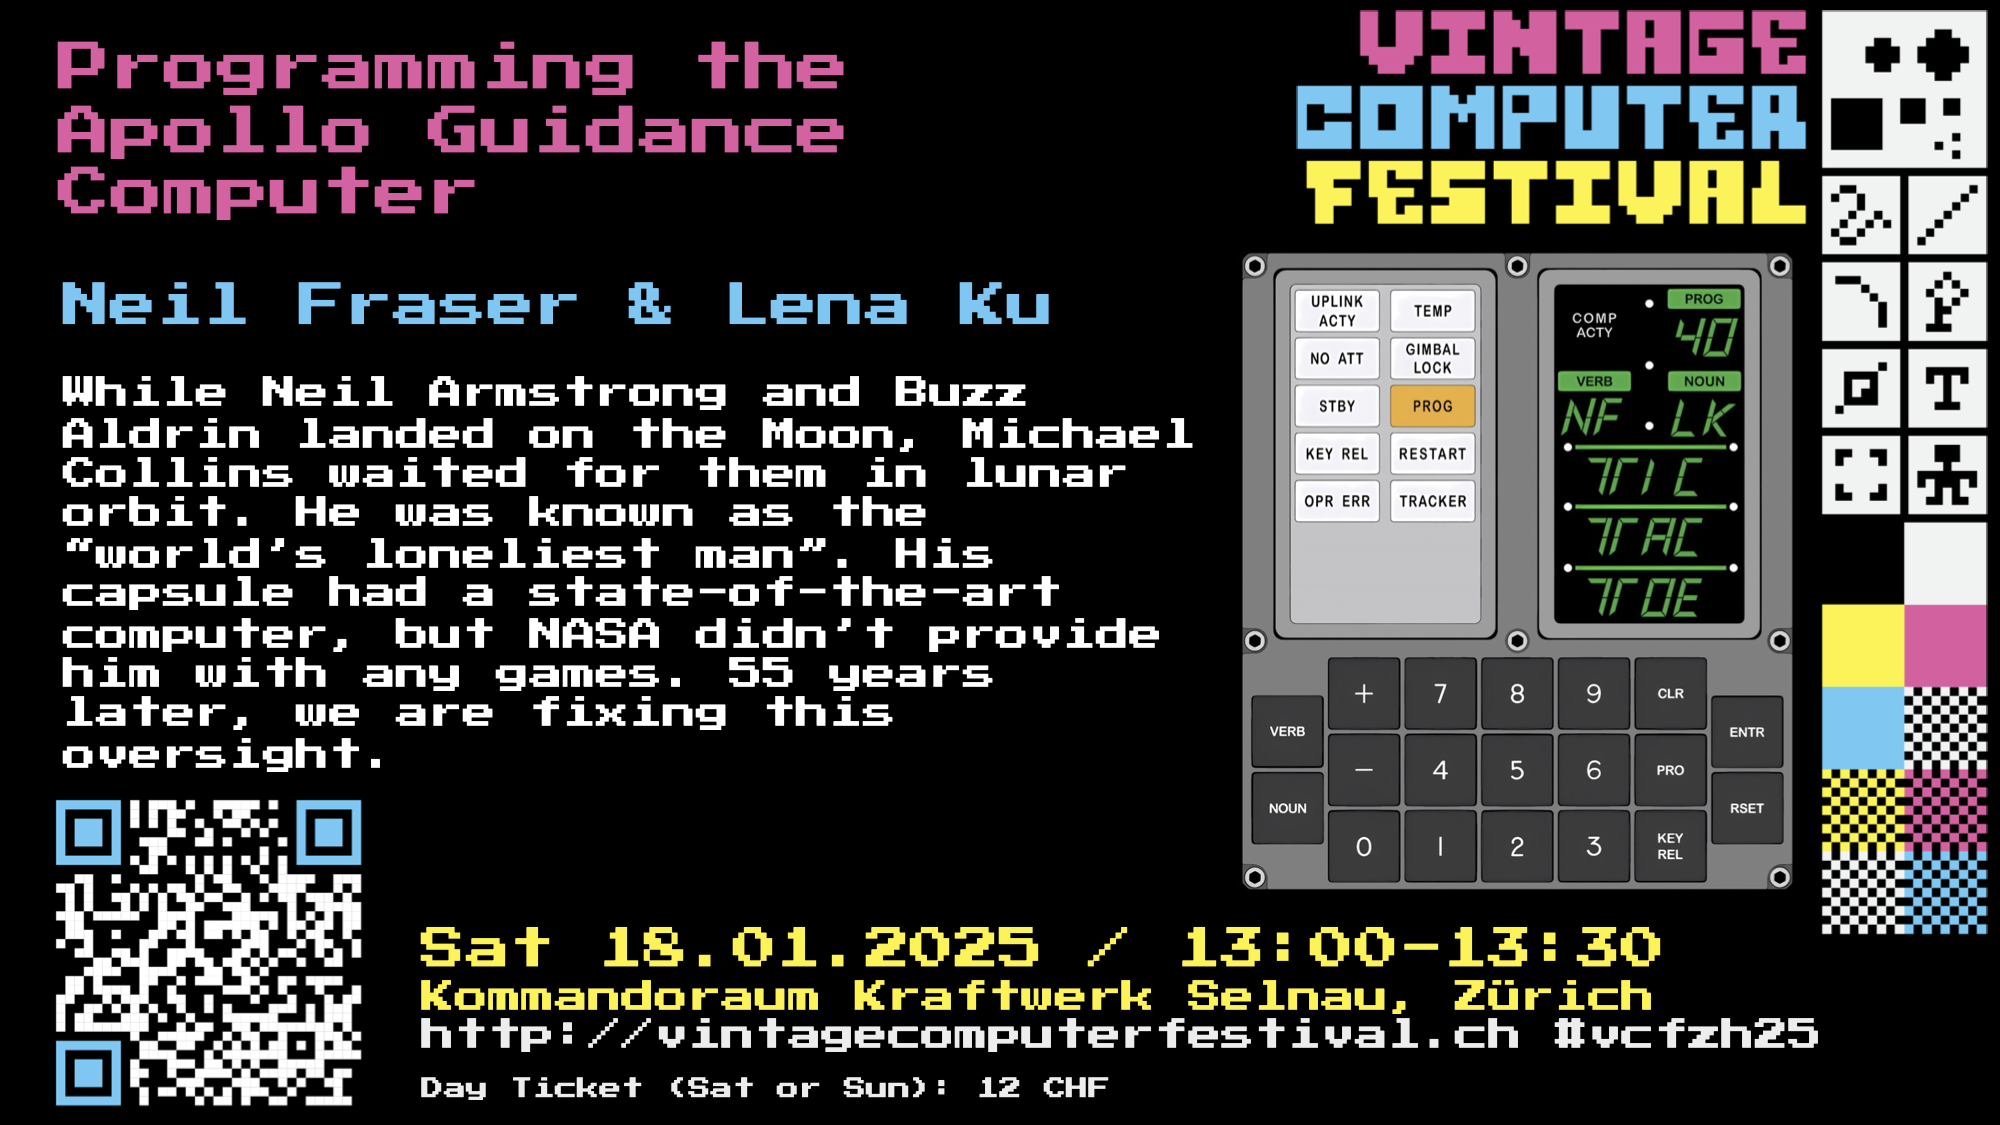 Programming the
Apollo Guidance
Computer
Neil Fraser & Lena Ku
While Neil Armstrong and Buzz
Aldrin landed on the Moon, Michael
Collins waited for them in lunar
orbit. He was known as the
"world's loneliest man". His
capsule had a state-of-the-art
computer, but NASA didn't provide
him with any games. 55 years
later, we are fixing this
oversight.
VINTAGE
COMPUTER
FESTIVAL
UPLINK ACTY
TEMP
NO ATT
GIMBAL LOCK
STBY
PROG
KEY REL
RESTART
OPR ERR
TRACKER
COMP ACTY
PROG
40
VERB
NOUN
NF
LK
TIC
TAC
TOE
VERB
NOUN
+ 7 8 9 CLR
- 4 5 6 PRO
0 1 2 3 KEY REL
ENTR
RSET
T
Sat 18.01.2025 / 13:00-13:30
Kommandoraum Kraftwerk Selnau, Zürich
http://vintagecomputerfestival.ch #vcfzh25
Day Ticket (Sat or Sun): 12 CHF